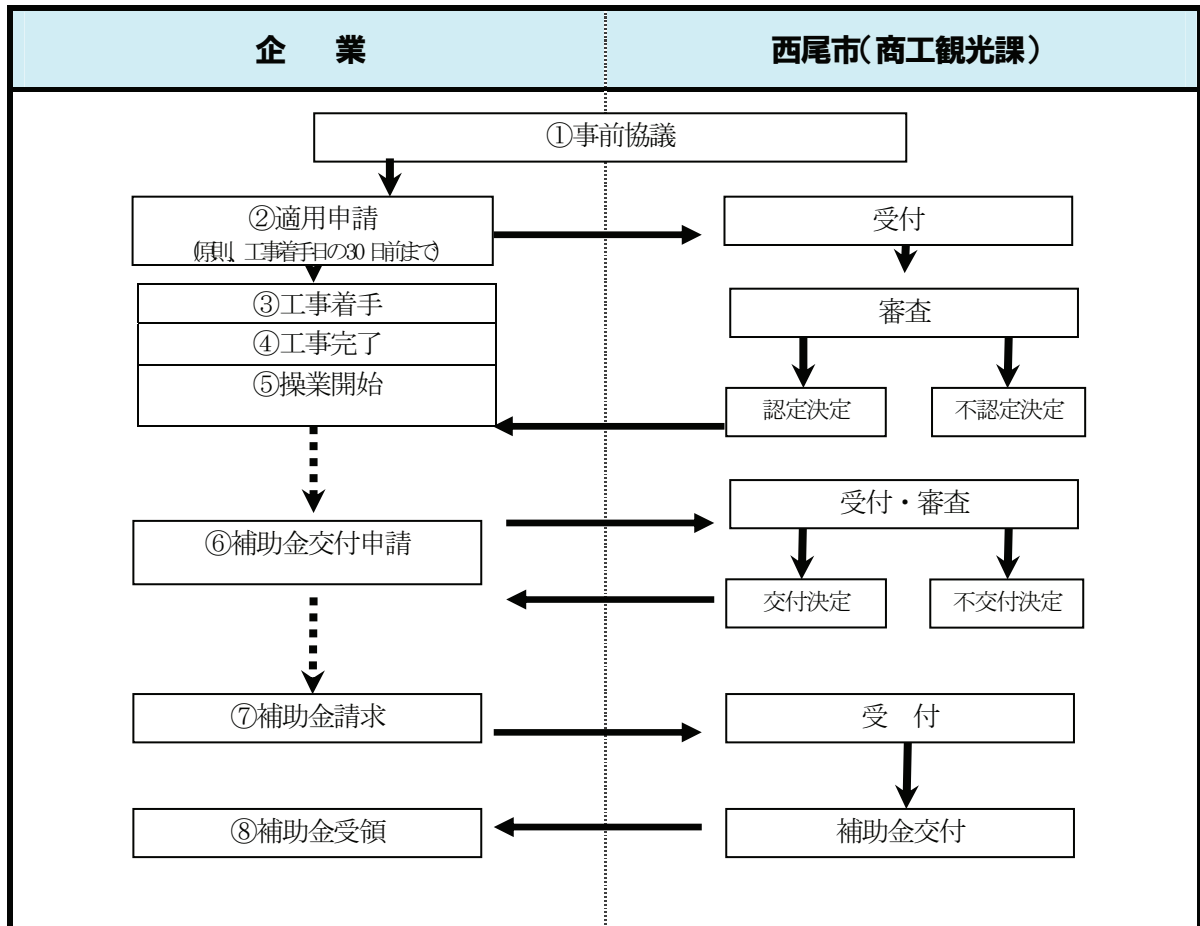 企　業
西尾市（商工観光課）
①事前協議
②適用申請
（原則、工事着手日の30日前まで）
受付
③工事着手
審査
④工事完了
⑤操業開始
認定決定
不認定決定
受付・審査
⑥補助金交付申請
交付決定
不交付決定
⑦補助金請求
受　付
⑧補助金受領
補助金交付